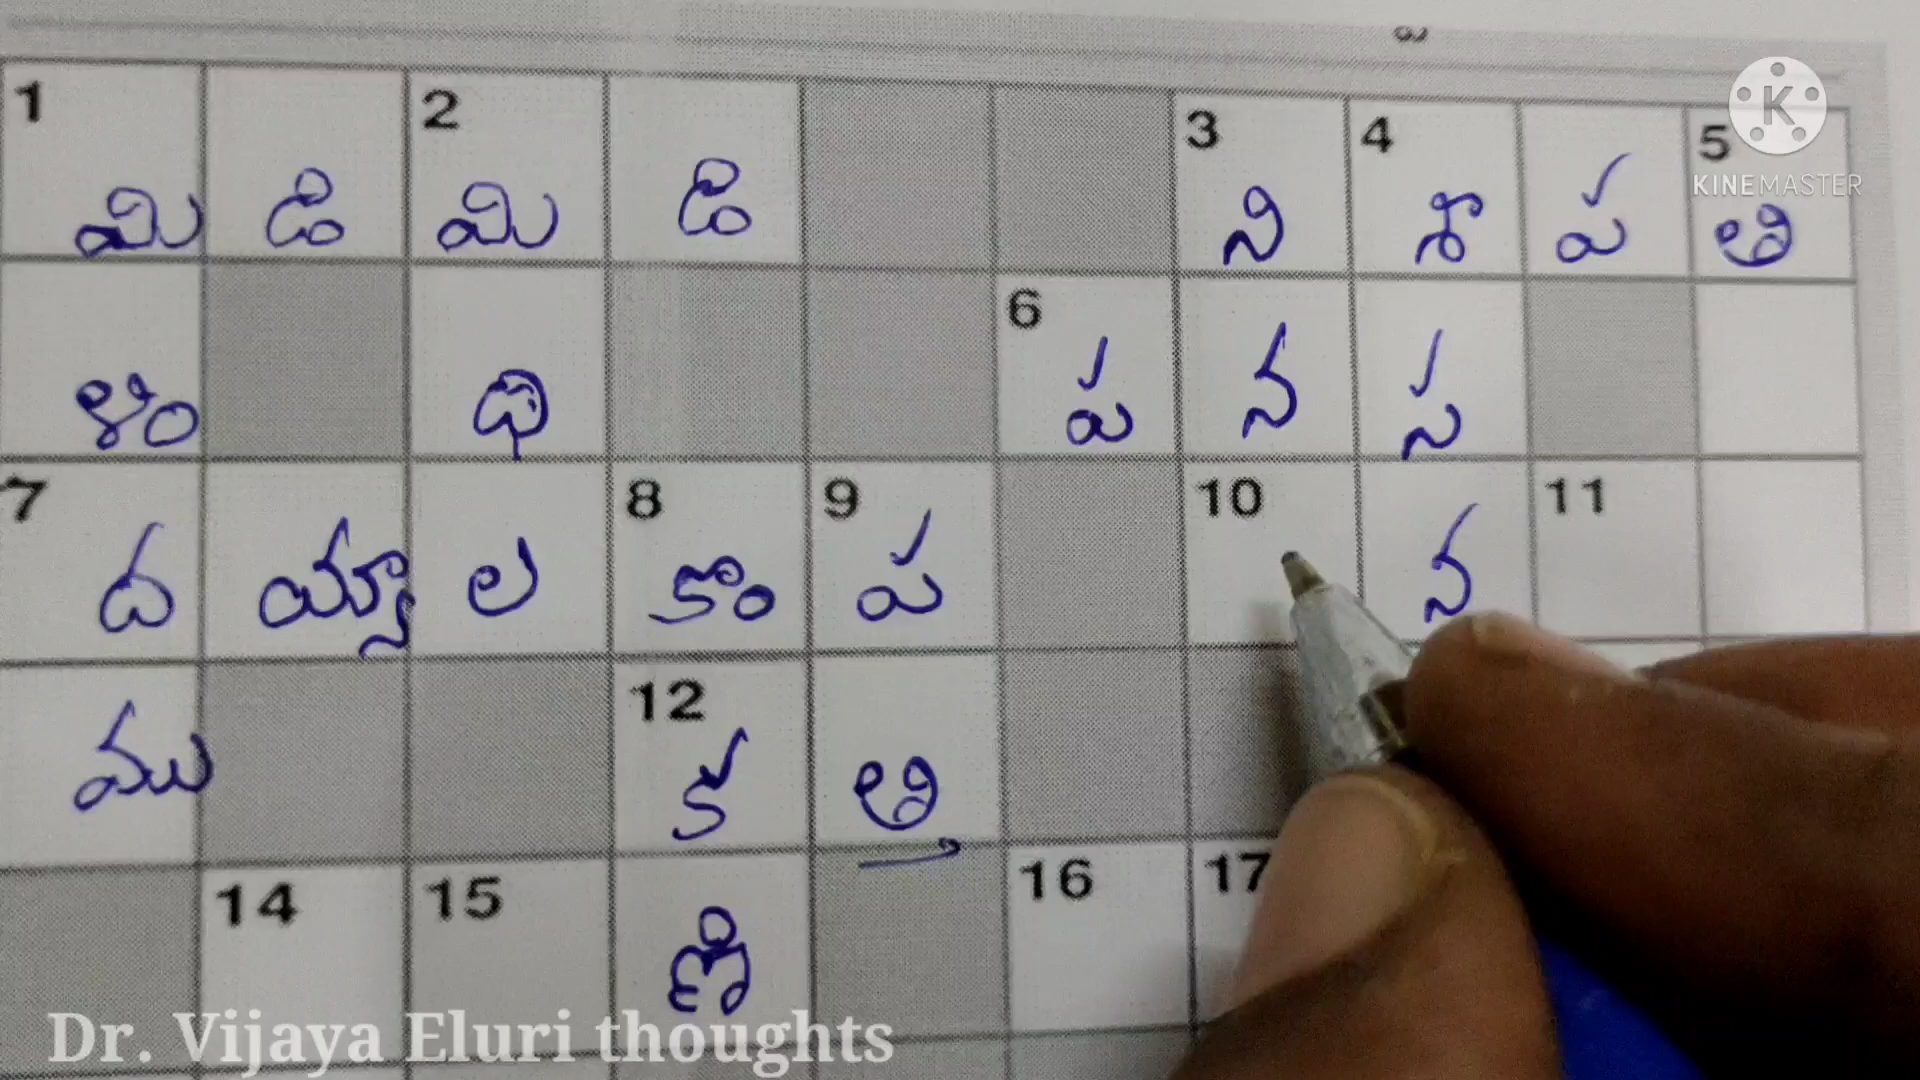 1 2 3 4 5
మి డి మి డి ని శా ప తి
KINEMASTER
6
ళిం థి ప న స
7 8 9 10 11
ద య్యా ల కొం ప న
12
ము క తి
14 15 16 17
ణి
Dr. Vijaya Eluri thoughts